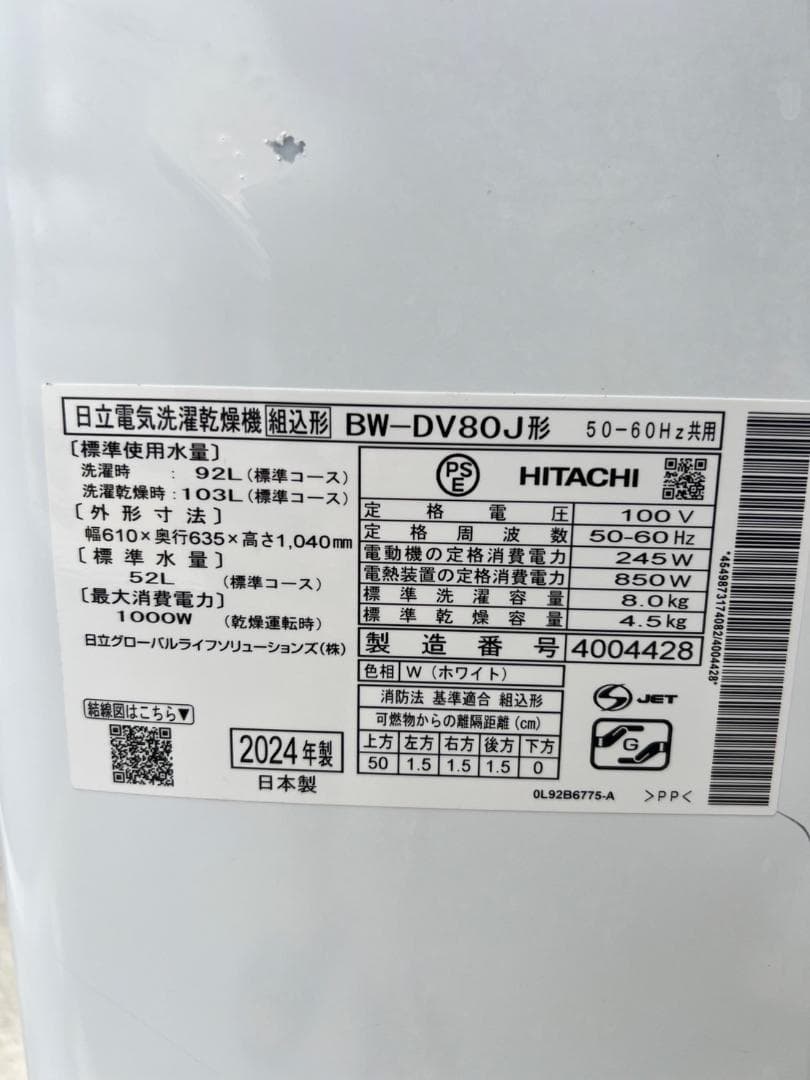 日立電気洗濯乾燥機 組込形 BW-DV80J形 50-60Hz共用
〔標準使用水量〕
洗濯時 : 92L(標準コース)
洗濯乾燥時 : 103L(標準コース)
〔外形寸法〕
幅610×奥行635×高さ1,040mm
〔標準水量〕
52L (標準コース)
〔最大消費電力〕
1000W (乾燥運転時)
日立グローバルライフソリューションズ(株)
結線図はこちら▼
2024年製
日本製
PS
E
HITACHI
定格電圧 100V
定格周波数 50-60Hz
電動機の定格消費電力 245W
電熱装置の定格消費電力 850W
標準洗濯容量 8.0kg
標準乾燥容量 4.5kg
製造番号 4004428
色相 W(ホワイト)
消防法 基準適合 組込形
可燃物からの離隔距離(cm)
上方 左方 右方 後方 下方
50 1.5 1.5 1.5 0
S JET
G
0L92B6775-A >PP<
*4549873174082/4004428*